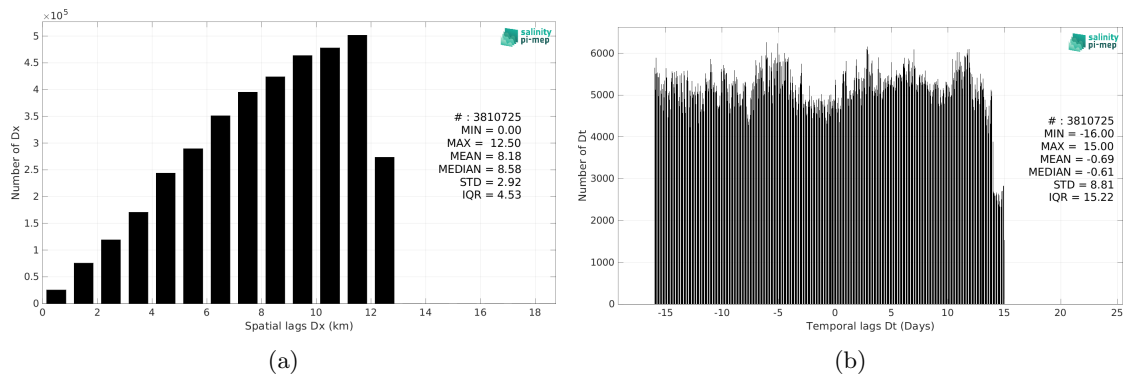 ×10⁵
5
4.5
4
3.5
3
2.5
2
1.5
1
0.5
0
0 2 4 6 8 10 12 14 16 18
Number of Dx
Spatial lags Dx (km)
salinity
pi-mep
# : 3810725
MIN = 0.00
MAX = 12.50
MEAN = 8.18
MEDIAN = 8.58
STD = 2.92
IQR = 4.53
(a)
6000
5000
4000
3000
2000
1000
0
-15 -10 -5 0 5 10 15 20 25
Number of Dt
Temporal lags Dt (Days)
salinity
pi-mep
# : 3810725
MIN = -16.00
MAX = 15.00
MEAN = -0.69
MEDIAN = -0.61
STD = 8.81
IQR = 15.22
(b)